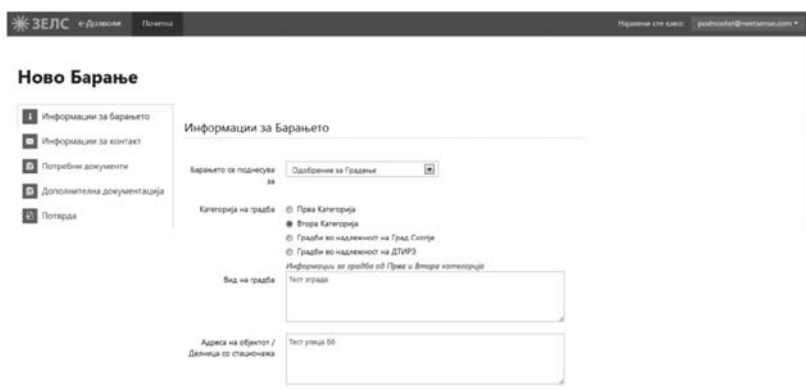 ЗЕЛС е-Дозволи Почетна Најавени сте како: podnositel@nextsense.com
Ново Барање
Информации за барањето
Информации за контакт
Потребни документи
Дополнителна документација
Потврда
Информации за Барањето
Барањето се поднесува за Одобрение за Градење
Категорија на градба
Прва Категорија
Втора Категорија
Градби во надлежност на Град Скопје
Градби во надлежност на ДТИРЗ
Информации за градба од Прва и Втора категорија
Вид на градба
Тест зграда
Адреса на објектот /
Делница со стационажа
Тест улица бб